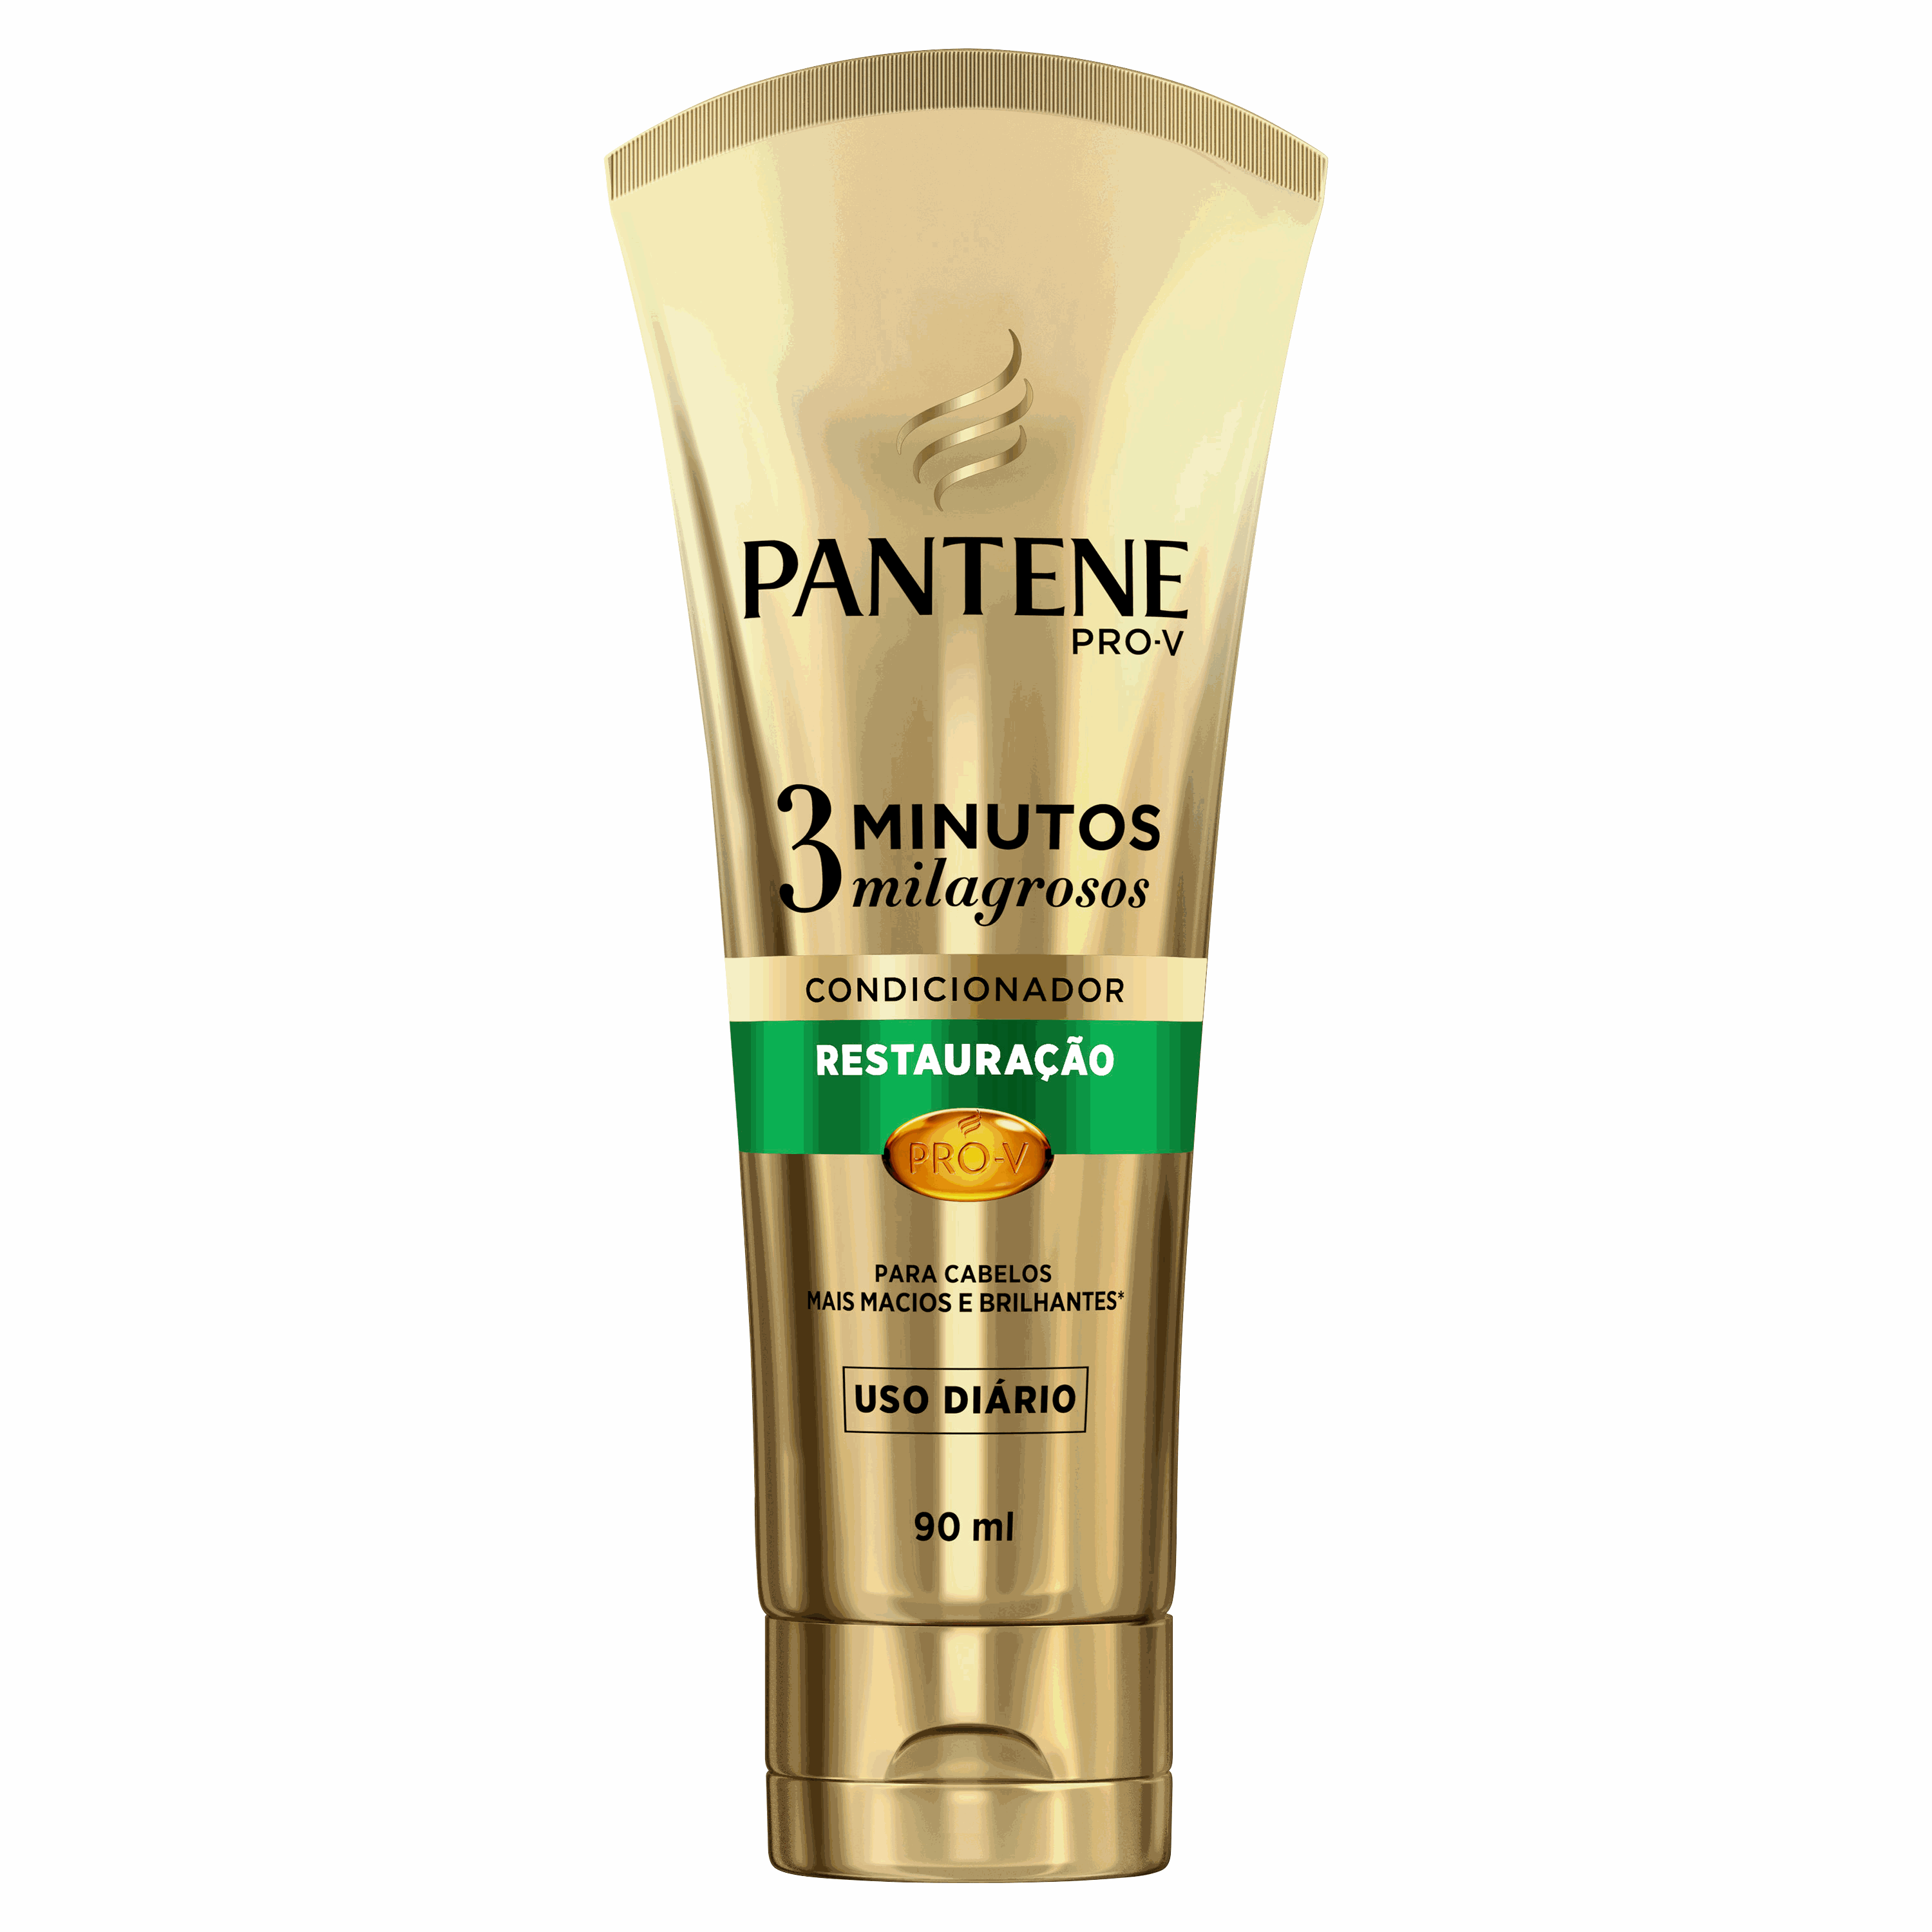 PANTENE
PRO-V
3 MINUTOS
milagrosos
CONDICIONADOR
RESTAURAÇÃO
PRO-V
PARA CABELOS
MAIS MACIOS E BRILHANTES*
USO DIÁRIO
90 ml